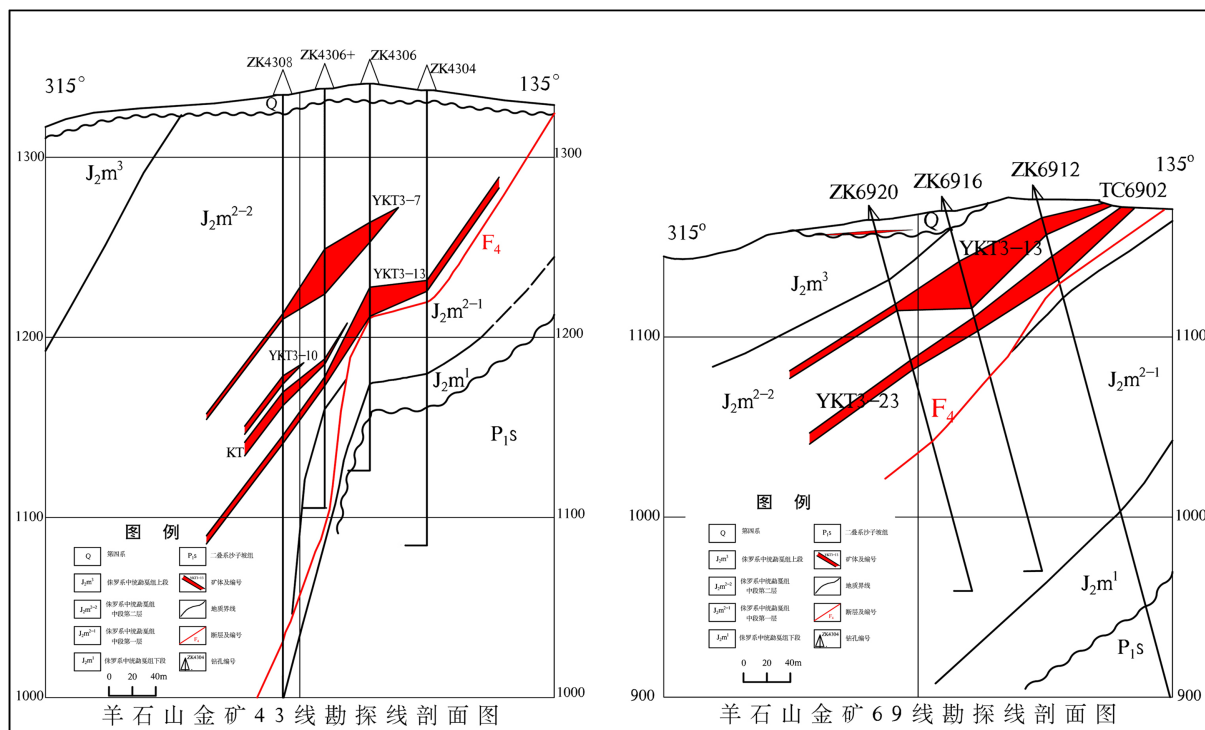 ZK4308 ZK4306+ ZK4306 ZK4304
315° 135°
Q
1300 1300
J₂m³
J₂m²⁻²
YKT3-7
F₄
YKT3-13
J₂m²⁻¹
1200 1200
YKT3-10
J₂m¹
KT
P₁s
1100 1100
图 例
Q 第四系 P₁s 二叠系沙子坡组
J₂m³ 侏罗系中统勐戛组上段 YKT3-13 矿体及编号
J₂m²⁻² 侏罗系中统勐戛组中段第二层 地质界线
J₂m²⁻¹ 侏罗系中统勐戛组中段第一层 F₄ 断层及编号
J₂m¹ 侏罗系中统勐戛组下段 ZK4304 钻孔编号
0 20 40m
1000 1000
羊石山金矿43线勘探线剖面图
ZK6920 ZK6916 ZK6912 TC6902
315° 135°
Q
YKT3-13
J₂m³
1100 1100
J₂m²⁻²
YKT3-23
F₄
J₂m²⁻¹
1000 1000
J₂m¹
P₁s
图 例
Q 第四系 P₁s 二叠系沙子坡组
J₂m³ 侏罗系中统勐戛组上段 YKT3-13 矿体及编号
J₂m²⁻² 侏罗系中统勐戛组中段第二层 地质界线
J₂m²⁻¹ 侏罗系中统勐戛组中段第一层 F₄ 断层及编号
J₂m¹ 侏罗系中统勐戛组下段 ZK4304 钻孔编号
0 20 40m
900 900
羊石山金矿69线勘探线剖面图